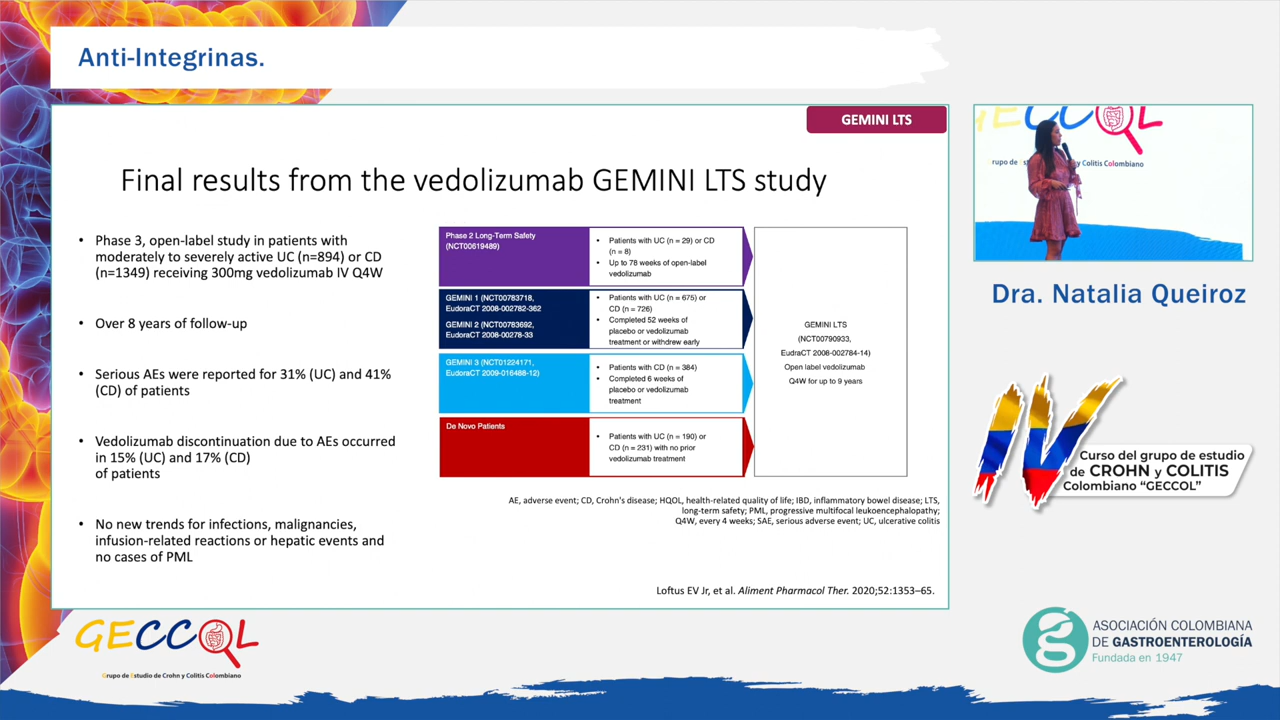 Anti-Integrinas.
GEMINI LTS
Final results from the vedolizumab GEMINI LTS study
• Phase 3, open-label study in patients with
moderately to severely active UC (n=894) or CD
(n=1349) receiving 300mg vedolizumab IV Q4W
• Over 8 years of follow-up
• Serious AEs were reported for 31% (UC) and 41%
(CD) of patients
• Vedolizumab discontinuation due to AEs occurred
in 15% (UC) and 17% (CD)
of patients
• No new trends for infections, malignancies,
infusion-related reactions or hepatic events and
no cases of PML
Phase 2 Long-Term Safety
(NCT00619489)
• Patients with UC (n = 29) or CD
(n = 8)
• Up to 78 weeks of open-label
vedolizumab
GEMINI 1 (NCT00783718,
EudoraCT 2008-002782-362
GEMINI 2 (NCT00783692,
EudoraCT 2008-00278-33
• Patients with UC (n = 675) or
CD (n = 726)
• Completed 52 weeks of
placebo or vedolizumab
treatment or withdrew early
GEMINI 3 (NCT01224171,
EudoraCT 2009-016488-12)
• Patients with CD (n = 384)
• Completed 6 weeks of
placebo or vedolizumab
treatment
De Novo Patients
• Patients with UC (n = 190) or
CD (n = 231) with no prior
vedolizumab treatment
GEMINI LTS
(NCT00790933,
EudraCT 2008-002784-14)
Open label vedolizumab
Q4W for up to 9 years
AE, adverse event; CD, Crohn's disease; HQOL, health-related quality of life; IBD, inflammatory bowel disease; LTS,
long-term safety; PML, progressive multifocal leukoencephalopathy;
Q4W, every 4 weeks; SAE, serious adverse event; UC, ulcerative colitis
Loftus EV Jr, et al. Aliment Pharmacol Ther. 2020;52:1353–65.
Dra. Natalia Queiroz
IV
Curso del grupo de estudio
de CROHN y COLITIS
Colombiano “GECCOL”
GECCOL
Grupo de Estudio de Crohn y Colitis Colombiano
ASOCIACIÓN COLOMBIANA
DE GASTROENTEROLOGÍA
Fundada en 1947